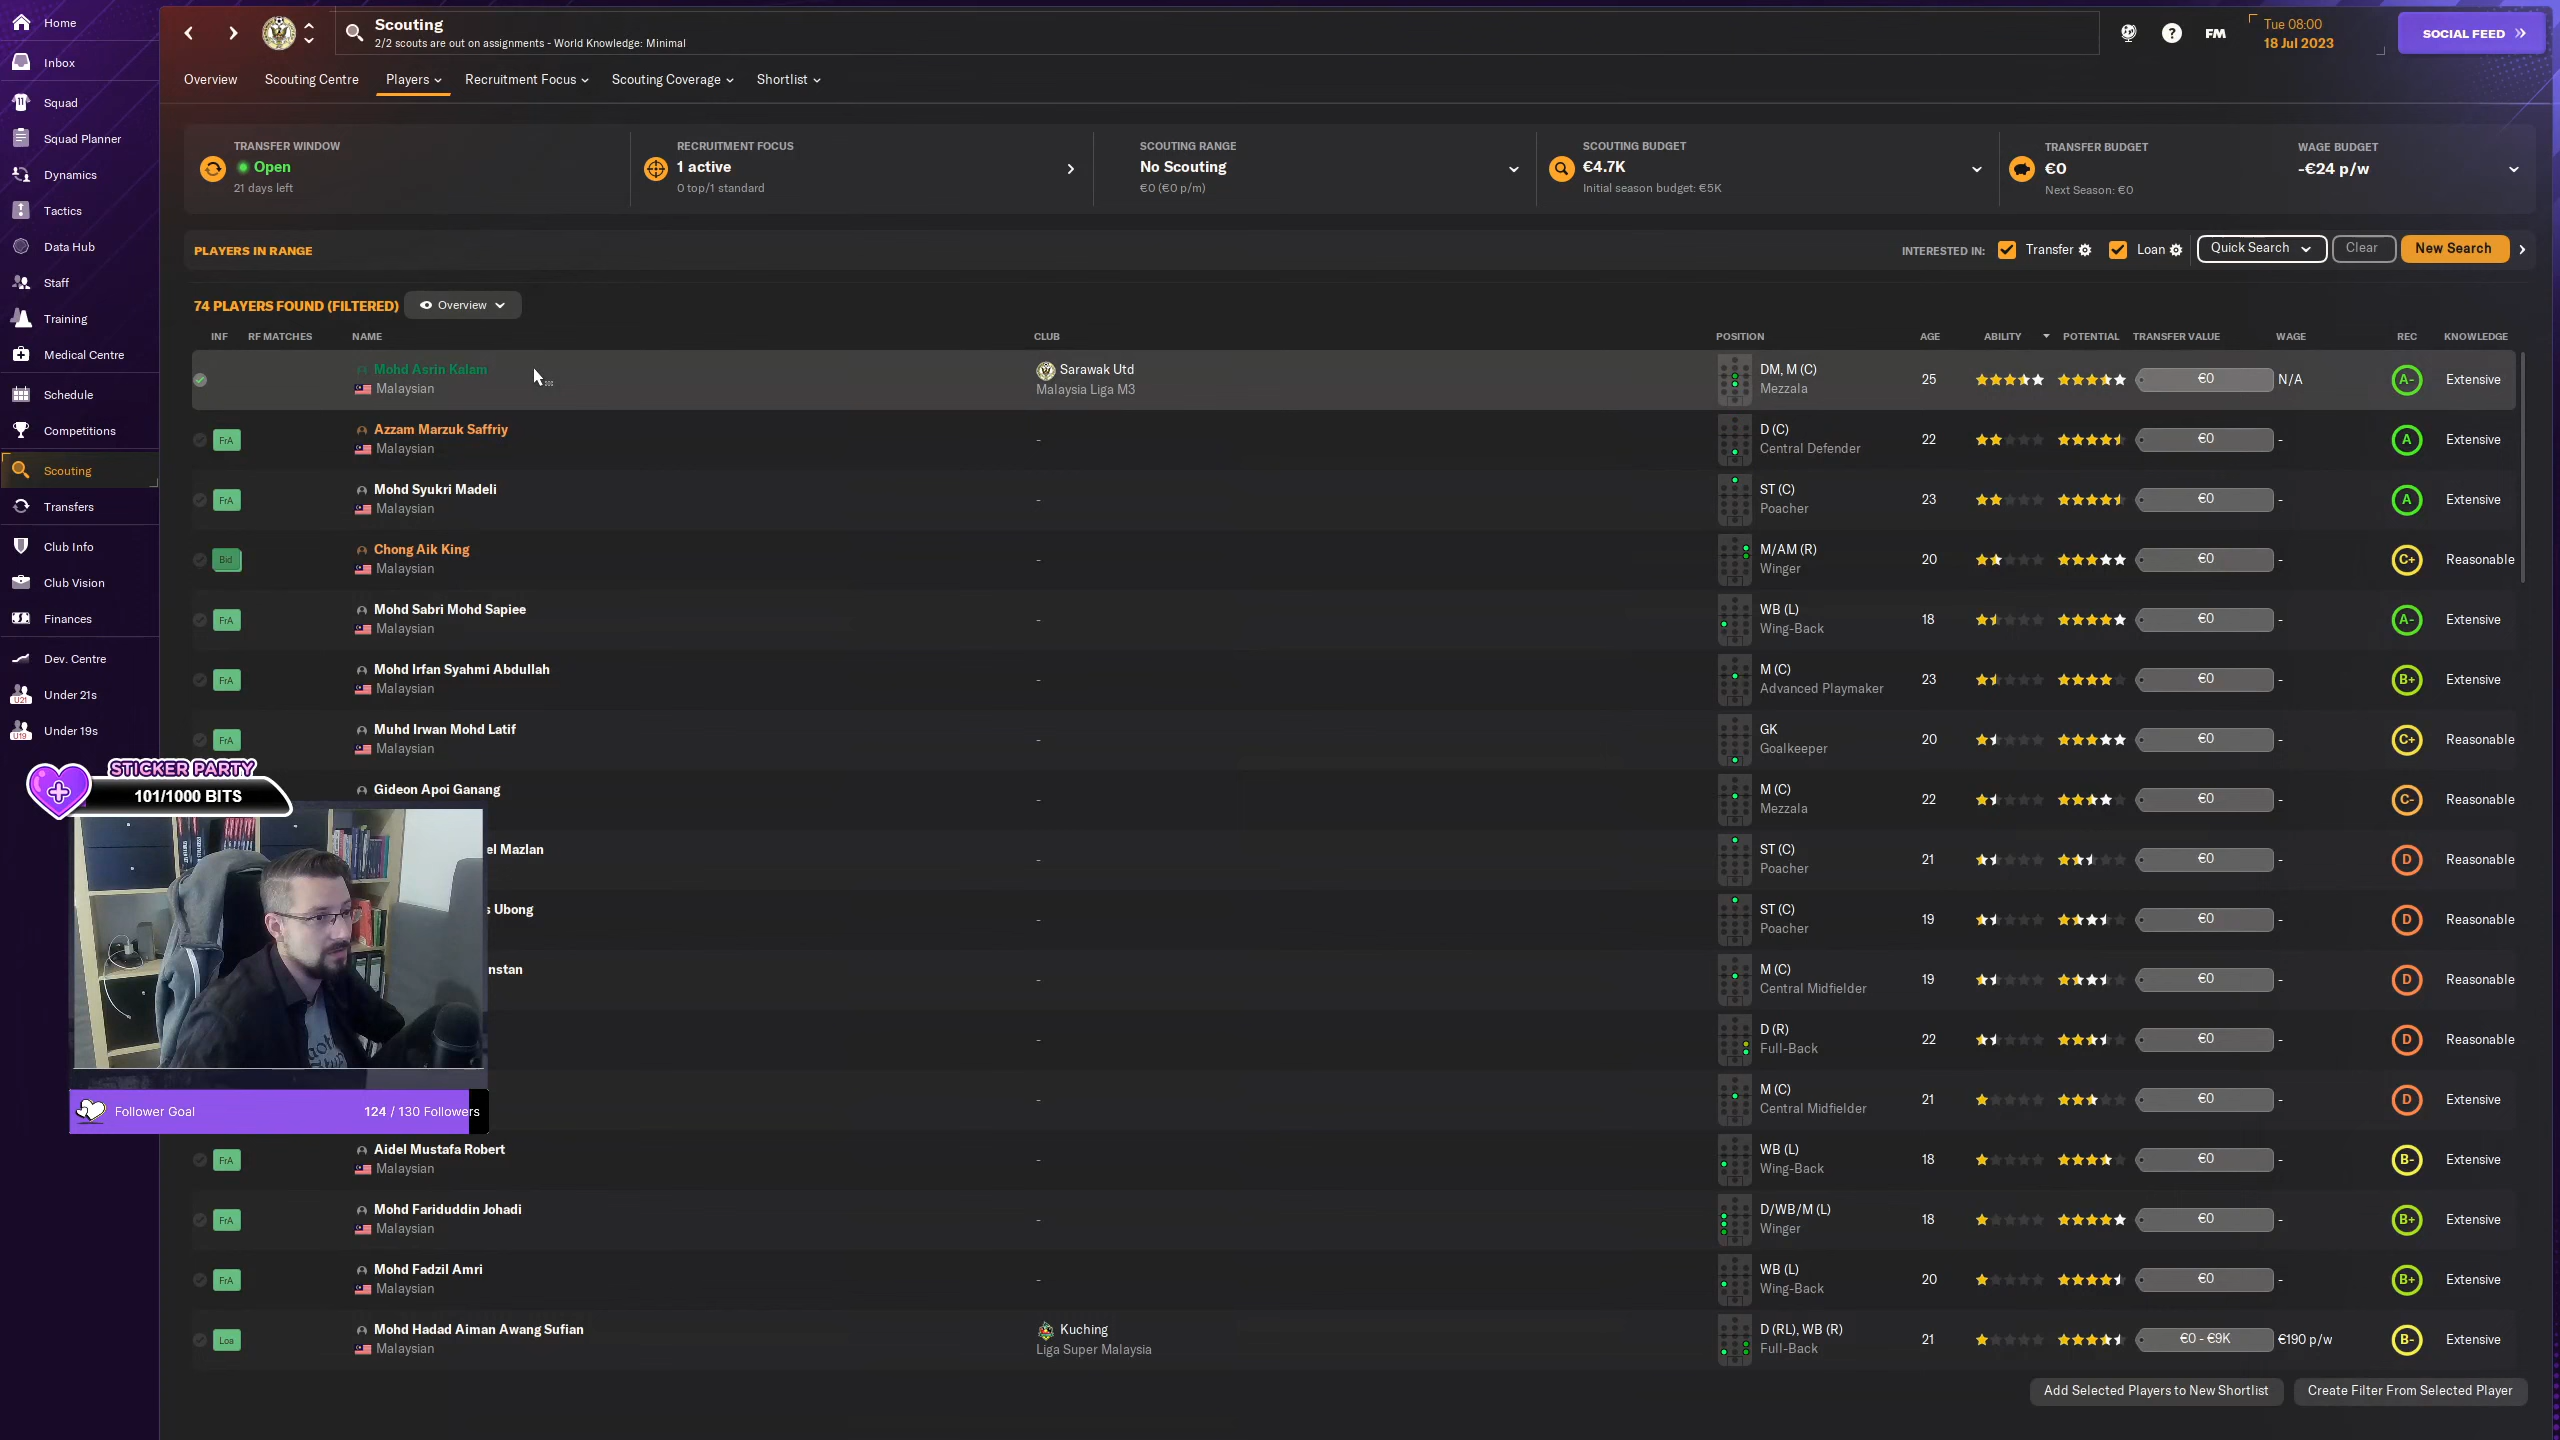 Home
Inbox
Squad
Squad Planner
Dynamics
Tactics
Data Hub
Staff
Training
Medical Centre
Schedule
Competitions
Scouting
Transfers
Club Info
Club Vision
Finances
Dev. Centre
Under 21s
Under 19s
Scouting
2/2 scouts are out on assignments - World Knowledge: Minimal
FM
Tue 08:00
18 Jul 2023
SOCIAL FEED
Overview Scouting Centre Players Recruitment Focus Scouting Coverage Shortlist
TRANSFER WINDOW
Open
21 days left
RECRUITMENT FOCUS
1 active
0 top/1 standard
SCOUTING RANGE
No Scouting
€0 (€0 p/m)
SCOUTING BUDGET
€4.7K
Initial season budget: €5K
TRANSFER BUDGET
€0
Next Season: €0
WAGE BUDGET
-€24 p/w
PLAYERS IN RANGE
INTERESTED IN: Transfer Loan Quick Search Clear New Search
74 PLAYERS FOUND (FILTERED) Overview
INF RF MATCHES NAME CLUB POSITION AGE ABILITY POTENTIAL TRANSFER VALUE WAGE REC KNOWLEDGE
Mohd Asrin Kalam Sarawak Utd DM, M (C) 25 €0 N/A A- Extensive
Malaysian Malaysia Liga M3 Mezzala
FrA Azzam Marzuk Saffriy - D (C) 22 €0 - A Extensive
Malaysian Central Defender
FrA Mohd Syukri Madeli - ST (C) 23 €0 - A Extensive
Malaysian Poacher
Bid Chong Aik King - M/AM (R) 20 €0 - C+ Reasonable
Malaysian Winger
FrA Mohd Sabri Mohd Sapiee - WB (L) 18 €0 - A- Extensive
Malaysian Wing-Back
FrA Mohd Irfan Syahmi Abdullah - M (C) 23 €0 - B+ Extensive
Malaysian Advanced Playmaker
FrA Muhd Irwan Mohd Latif - GK 20 €0 - C+ Reasonable
Malaysian Goalkeeper
Gideon Apoi Ganang - M (C) 22 €0 - C- Reasonable
Mezzala
el Mazlan - ST (C) 21 €0 - D Reasonable
Poacher
s Ubong - ST (C) 19 €0 - D Reasonable
Poacher
nstan - M (C) 19 €0 - D Reasonable
Central Midfielder
- D (R) 22 €0 - D Reasonable
Full-Back
- M (C) 21 €0 - D Extensive
Central Midfielder
FrA Aidel Mustafa Robert - WB (L) 18 €0 - B- Extensive
Malaysian Wing-Back
FrA Mohd Fariduddin Johadi - D/WB/M (L) 18 €0 - B+ Extensive
Malaysian Winger
FrA Mohd Fadzil Amri - WB (L) 20 €0 - B+ Extensive
Malaysian Wing-Back
Loa Mohd Hadad Aiman Awang Sufian Kuching D (RL), WB (R) 21 €0 - €9K €190 p/w B- Extensive
Malaysian Liga Super Malaysia Full-Back
Add Selected Players to New Shortlist Create Filter From Selected Player
STICKER PARTY
101/1000 BITS
Follower Goal 124 / 130 Followers